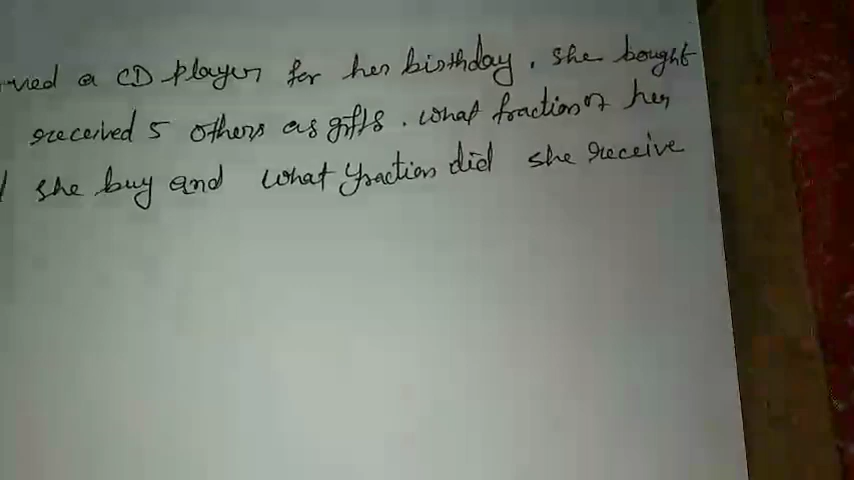 a CD player for her birthday. she bought
received 5 others as gifts. what fraction of her
she buy and what fraction did she receive